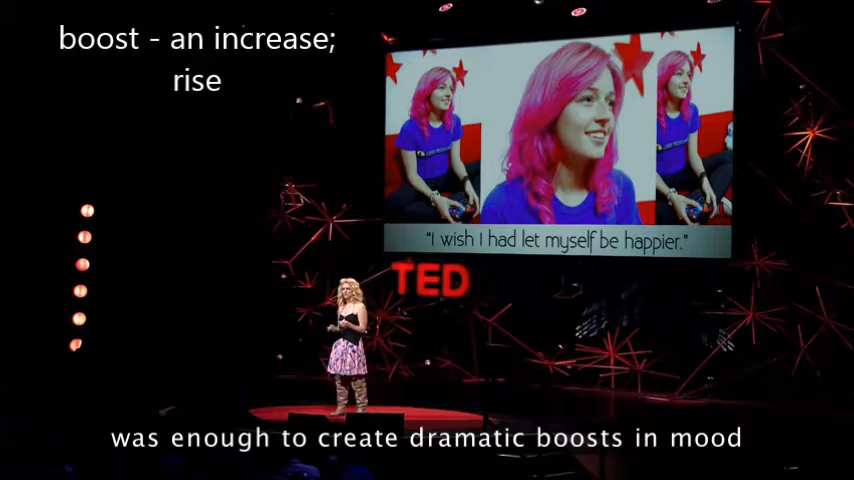 boost - an increase;
rise
"I wish I had let myself be happier."
TED
was enough to create dramatic boosts in mood